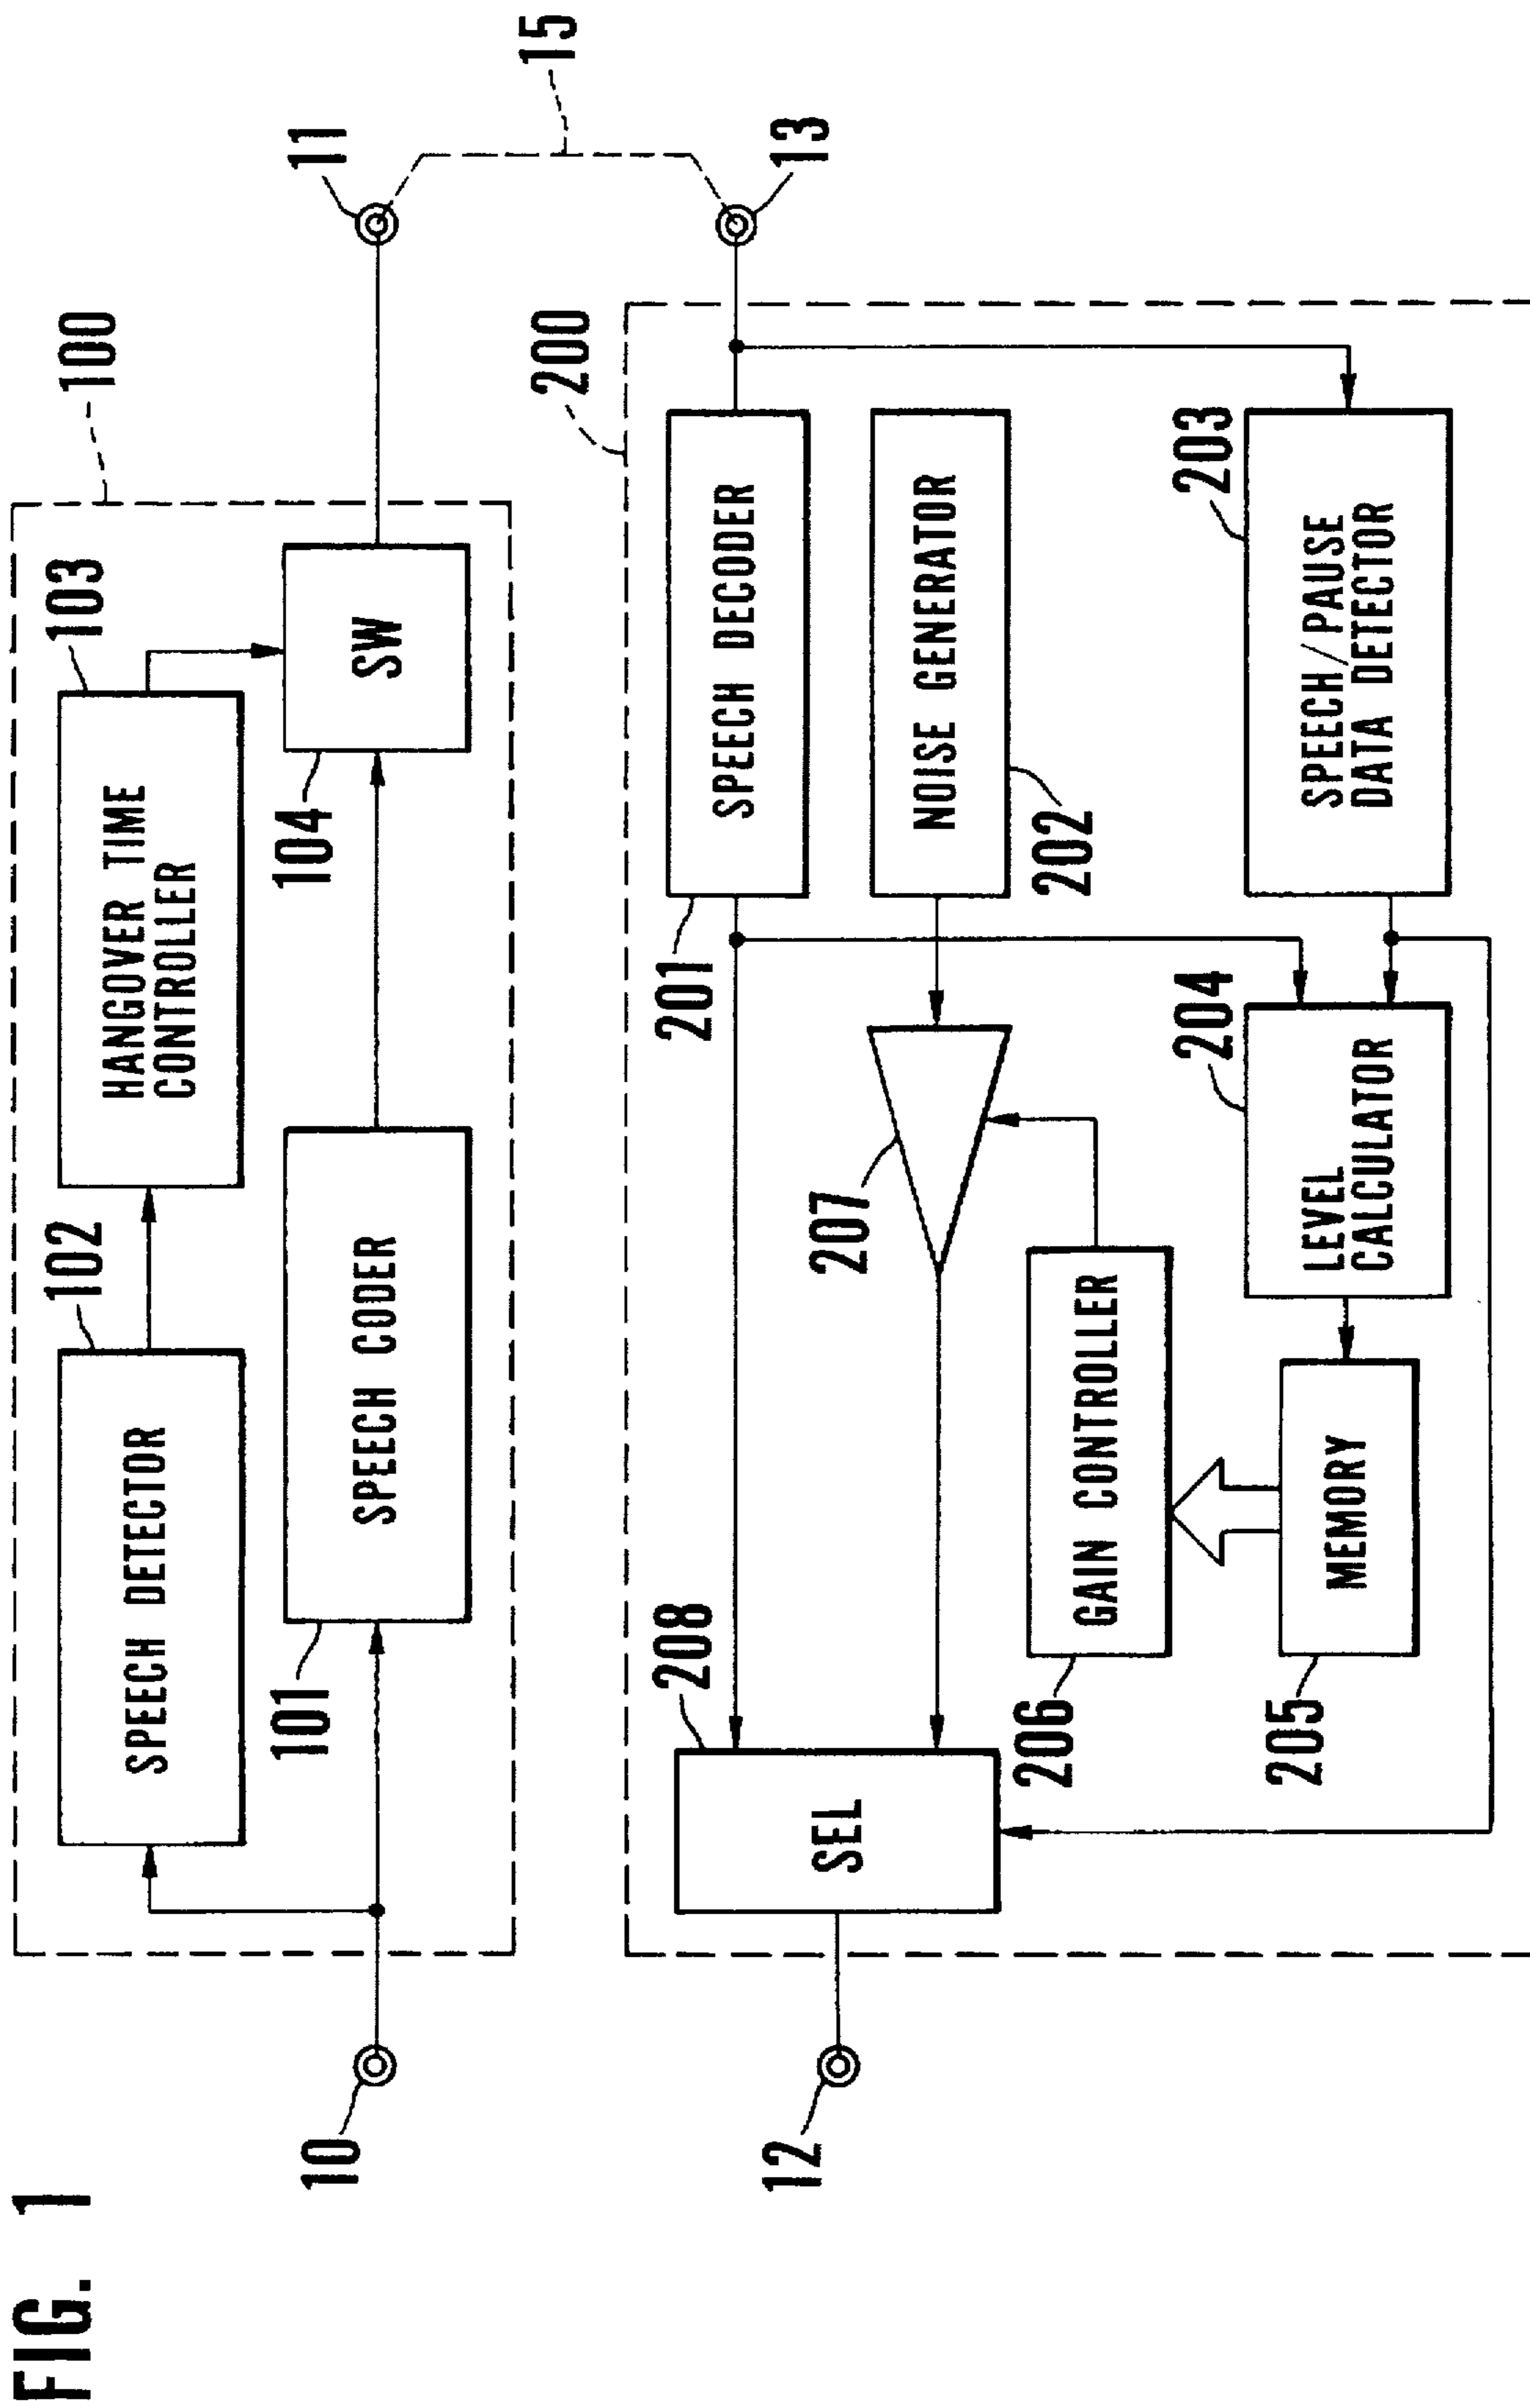 FIG. 1
100
102
103
SPEECH DETECTOR
HANGOVER TIME
CONTROLLER
101
104
SPEECH CODER
SW
10
11
15
200
208
201
13
SPEECH DECODER
12
SEL
207
NOISE GENERATOR
202
206
GAIN CONTROLLER
204
203
205
MEMORY
LEVEL
CALCULATOR
SPEECH/PAUSE
DATA DETECTOR